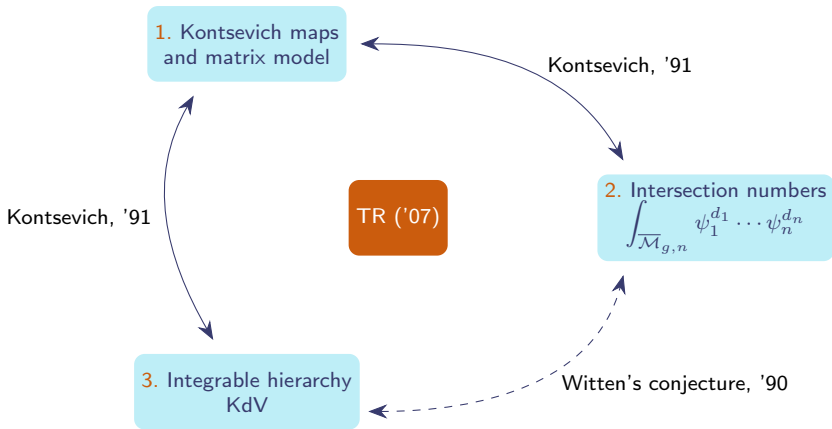 1. Kontsevich maps
and matrix model
Kontsevich, '91
Kontsevich, '91
TR ('07)
2. Intersection numbers
∫_{\overline{M}_{g,n}} ψ_1^{d_1} ⋯ ψ_n^{d_n}
3. Integrable hierarchy
KdV
Witten's conjecture, '90